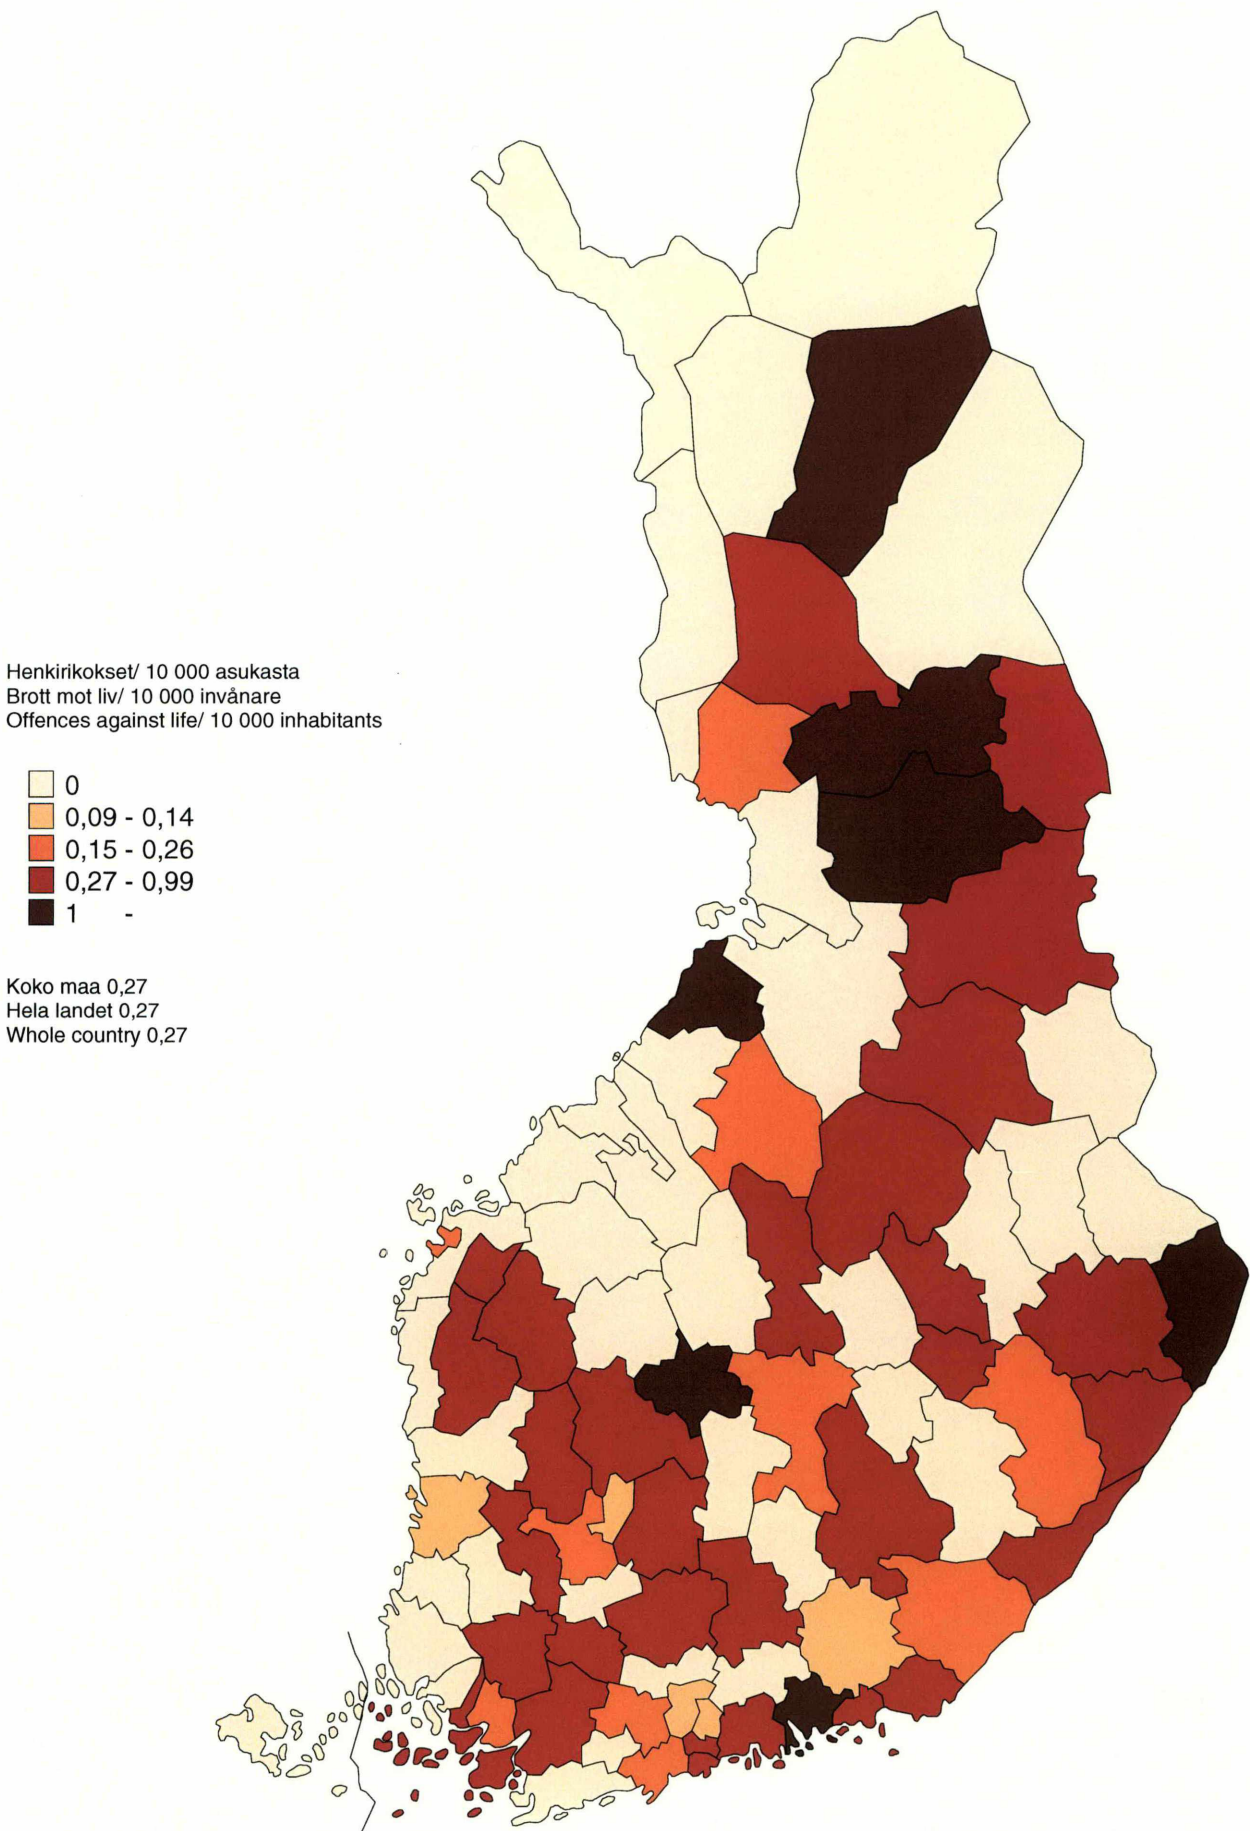 Henkirikokset/ 10 000 asukasta
Brott mot liv/ 10 000 invånare
Offences against life/ 10 000 inhabitants
0
0,09 - 0,14
0,15 - 0,26
0,27 - 0,99
1 -
Koko maa 0,27
Hela landet 0,27
Whole country 0,27